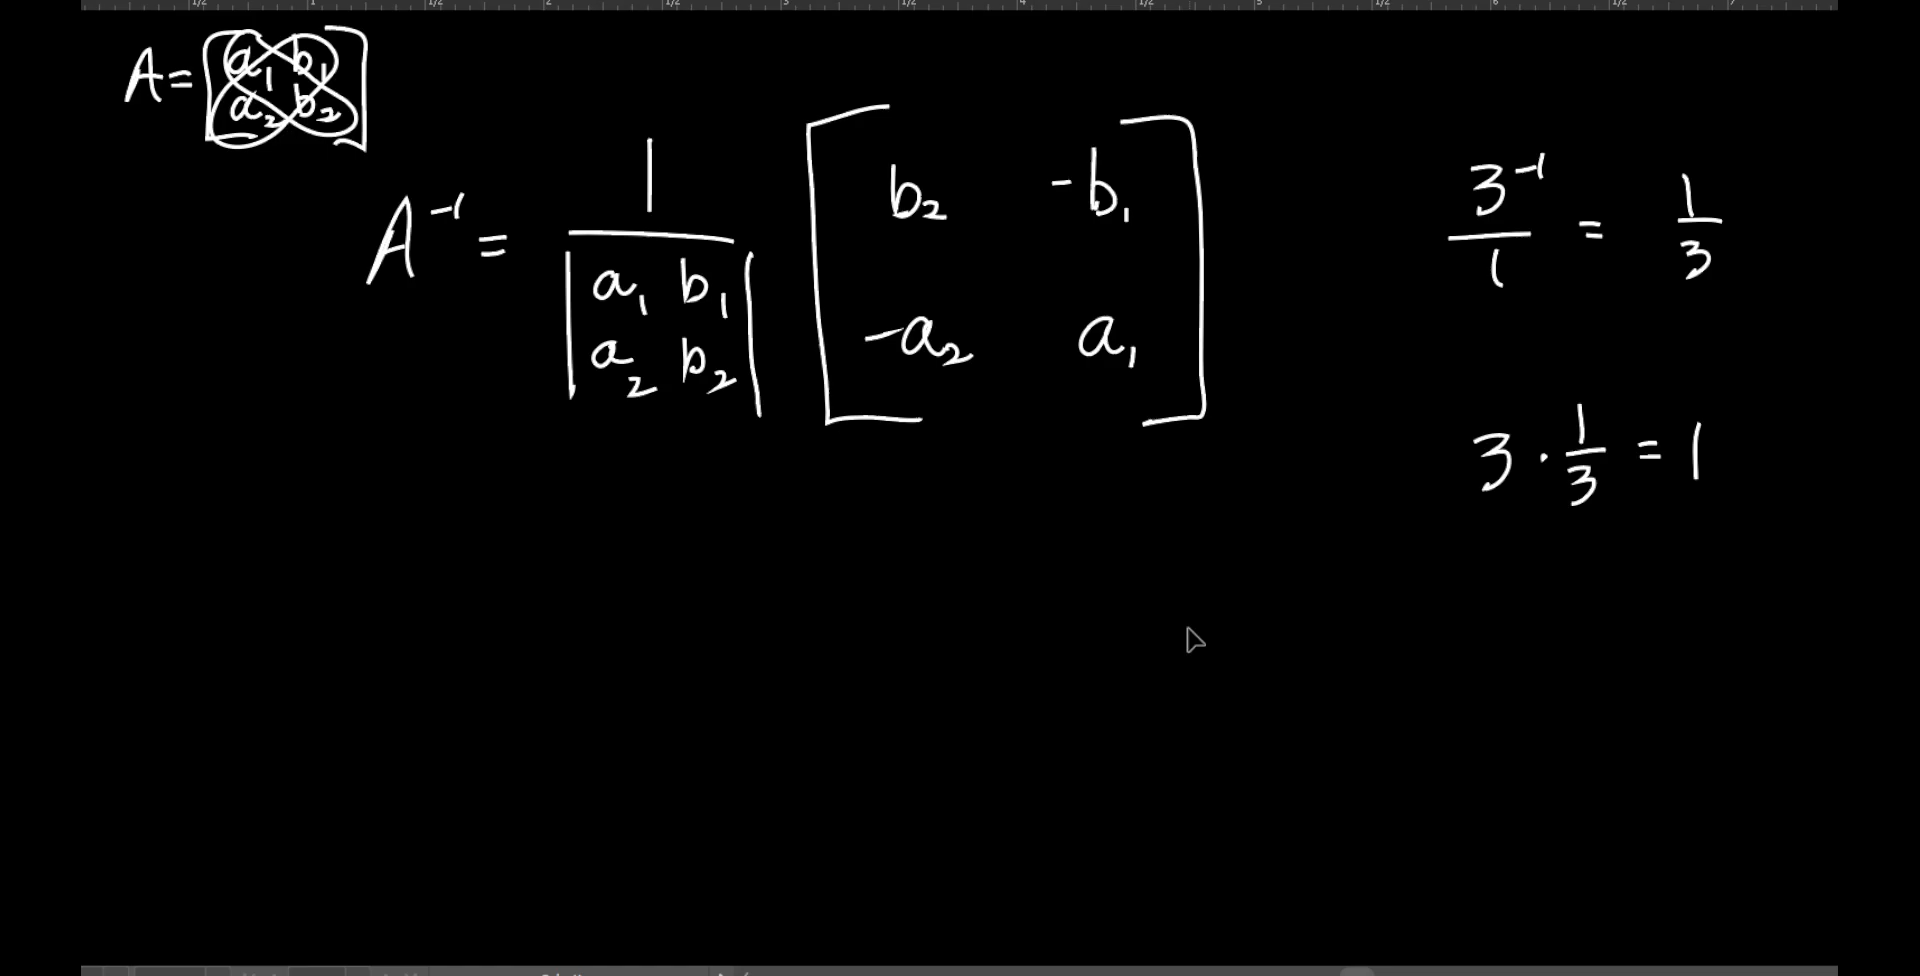 A = [a₁ b₁
a₂ b₂]
A⁻¹ = 1 / |a₁ b₁
a₂ b₂| [b₂ -b₁
-a₂ a₁]
3⁻¹ / 1 = 1 / 3
3 · 1/3 = 1